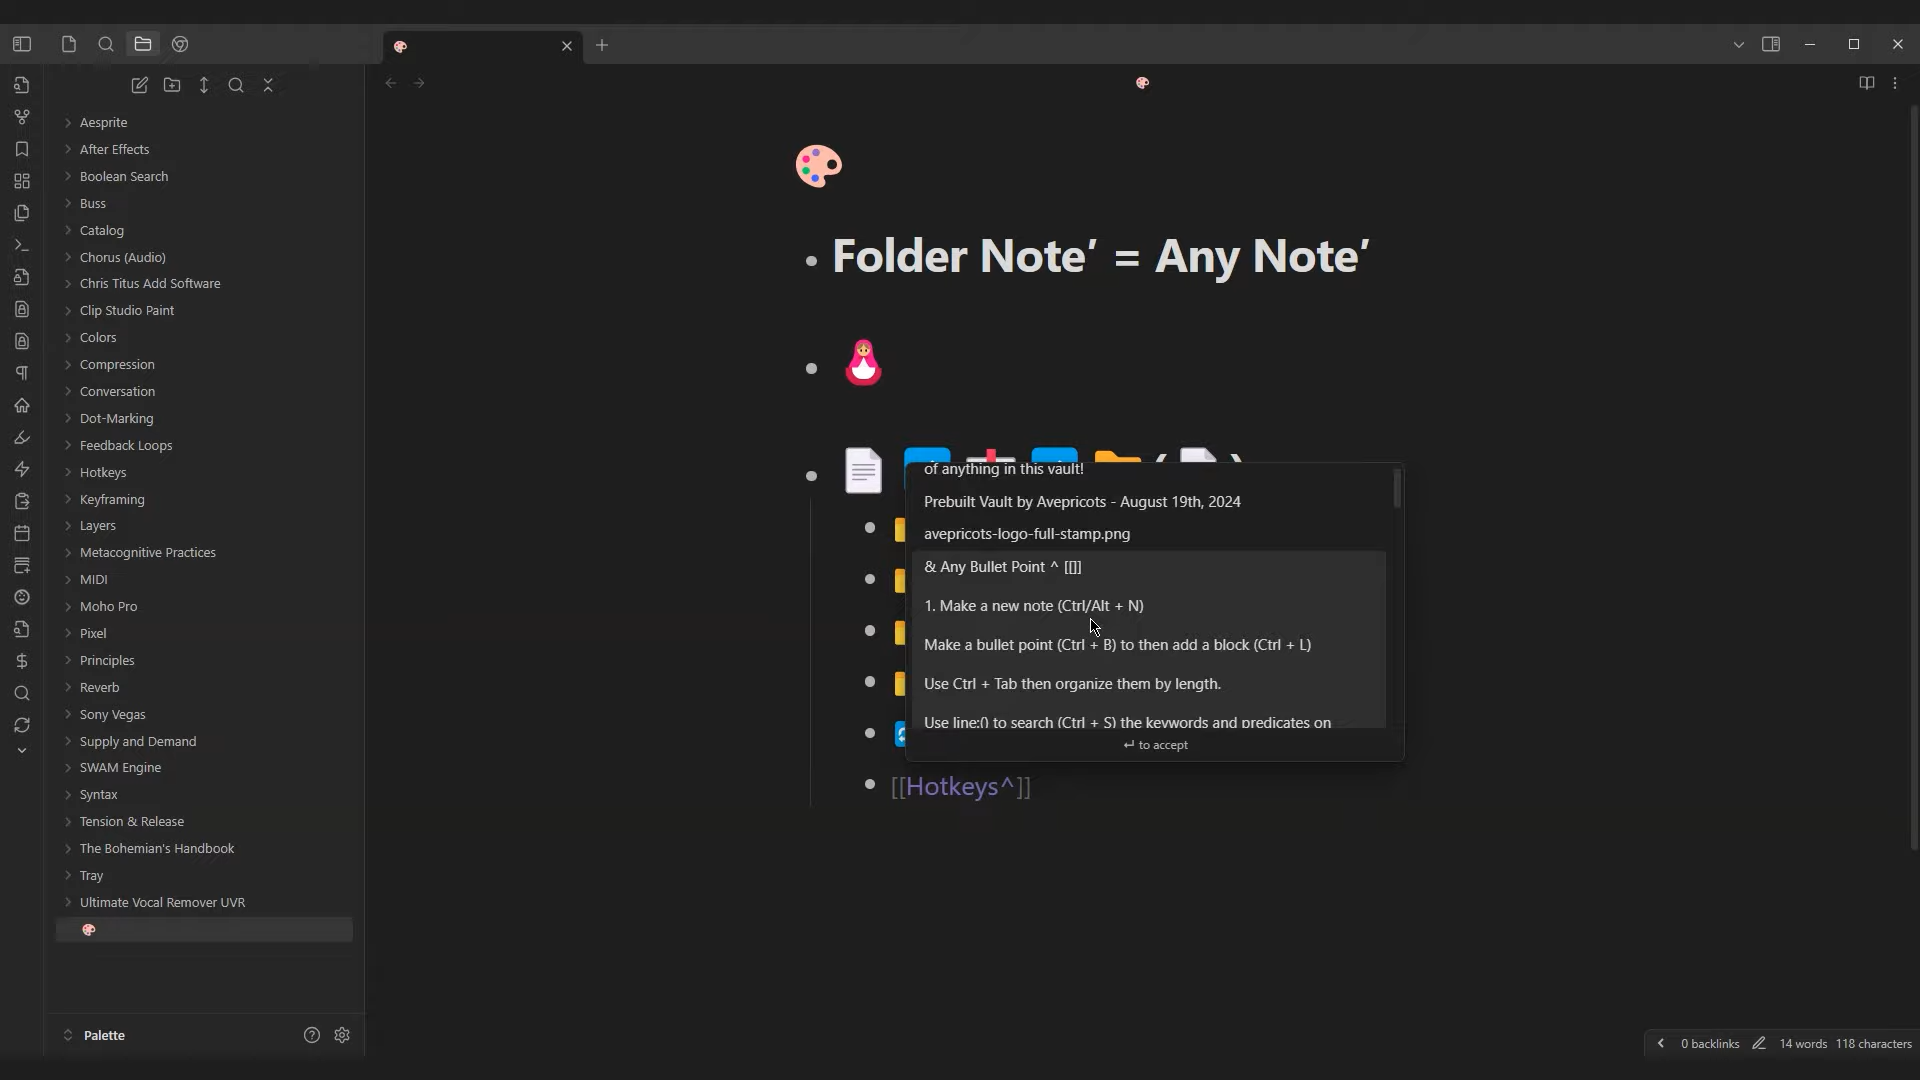 Aesprite
After Effects
Boolean Search
Buss
Catalog
Chorus (Audio)
Chris Titus Add Software
Clip Studio Paint
Colors
Compression
Conversation
Dot-Marking
Feedback Loops
Hotkeys
Keyframing
Layers
Metacognitive Practices
MIDI
Moho Pro
Pixel
Principles
Reverb
Sony Vegas
Supply and Demand
SWAM Engine
Syntax
Tension & Release
The Bohemian's Handbook
Tray
Ultimate Vocal Remover UVR
Palette
Folder Note′ = Any Note′
of anything in this vault!
Prebuilt Vault by Avepricots - August 19th, 2024
avepricots-logo-full-stamp.png
& Any Bullet Point ^ [[]]
1. Make a new note (Ctrl/Alt + N)
Make a bullet point (Ctrl + B) to then add a block (Ctrl + L)
Use Ctrl + Tab then organize them by length.
Use line:() to search (Ctrl + S) the keywords and predicates on
↵ to accept
[[Hotkeys^]]
0 backlinks 14 words 118 characters